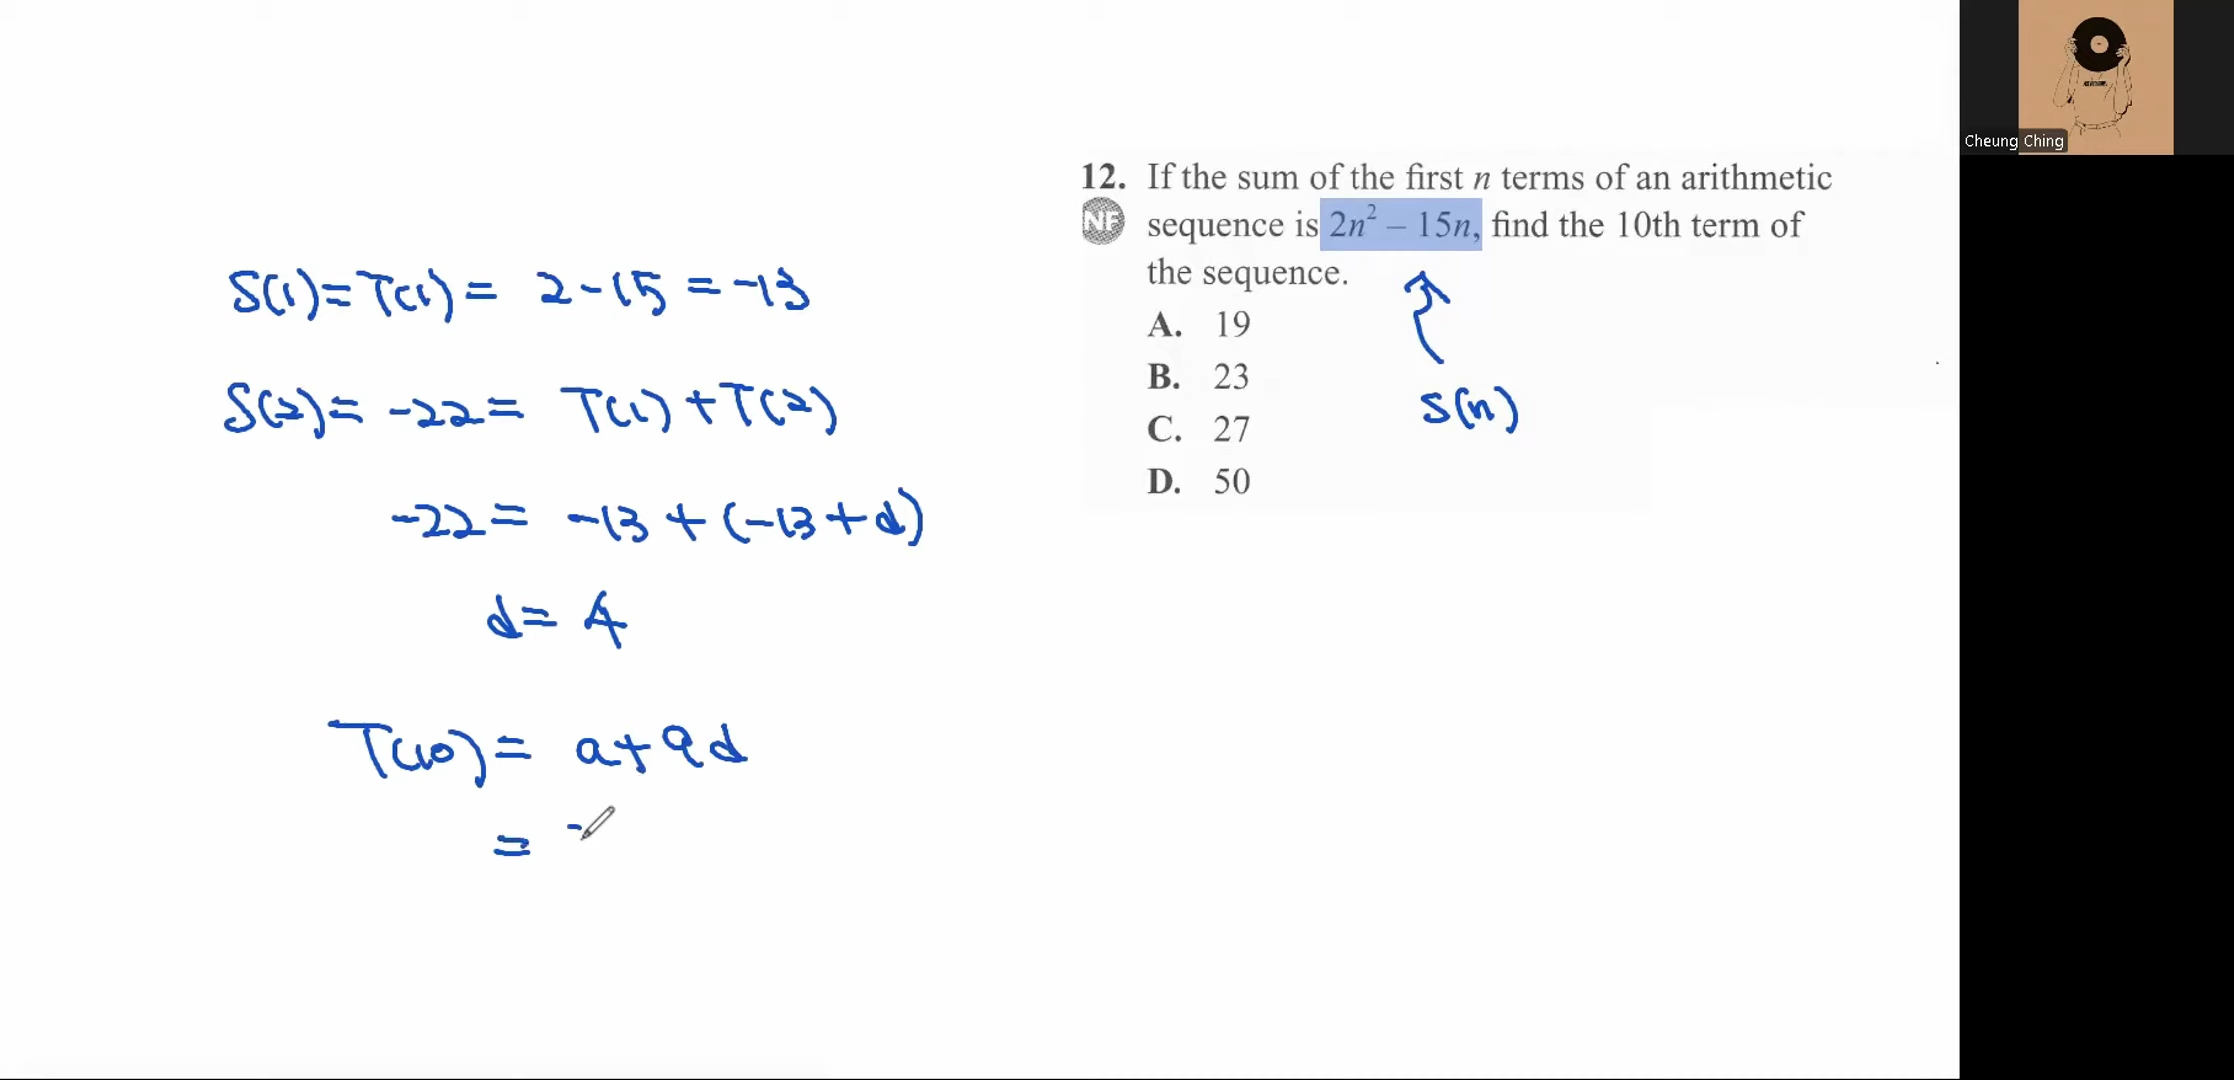 S(1) = T(1) = 2 - 15 = -13
S(2) = -22 = T(1) + T(2)
-22 = -13 + (-13 + d)
d = 4
T(10) = a + 9d
= -
12. If the sum of the first n terms of an arithmetic
NF sequence is 2n² – 15n, find the 10th term of
the sequence.
A. 19
B. 23
C. 27
D. 50
S(n)
Cheung Ching